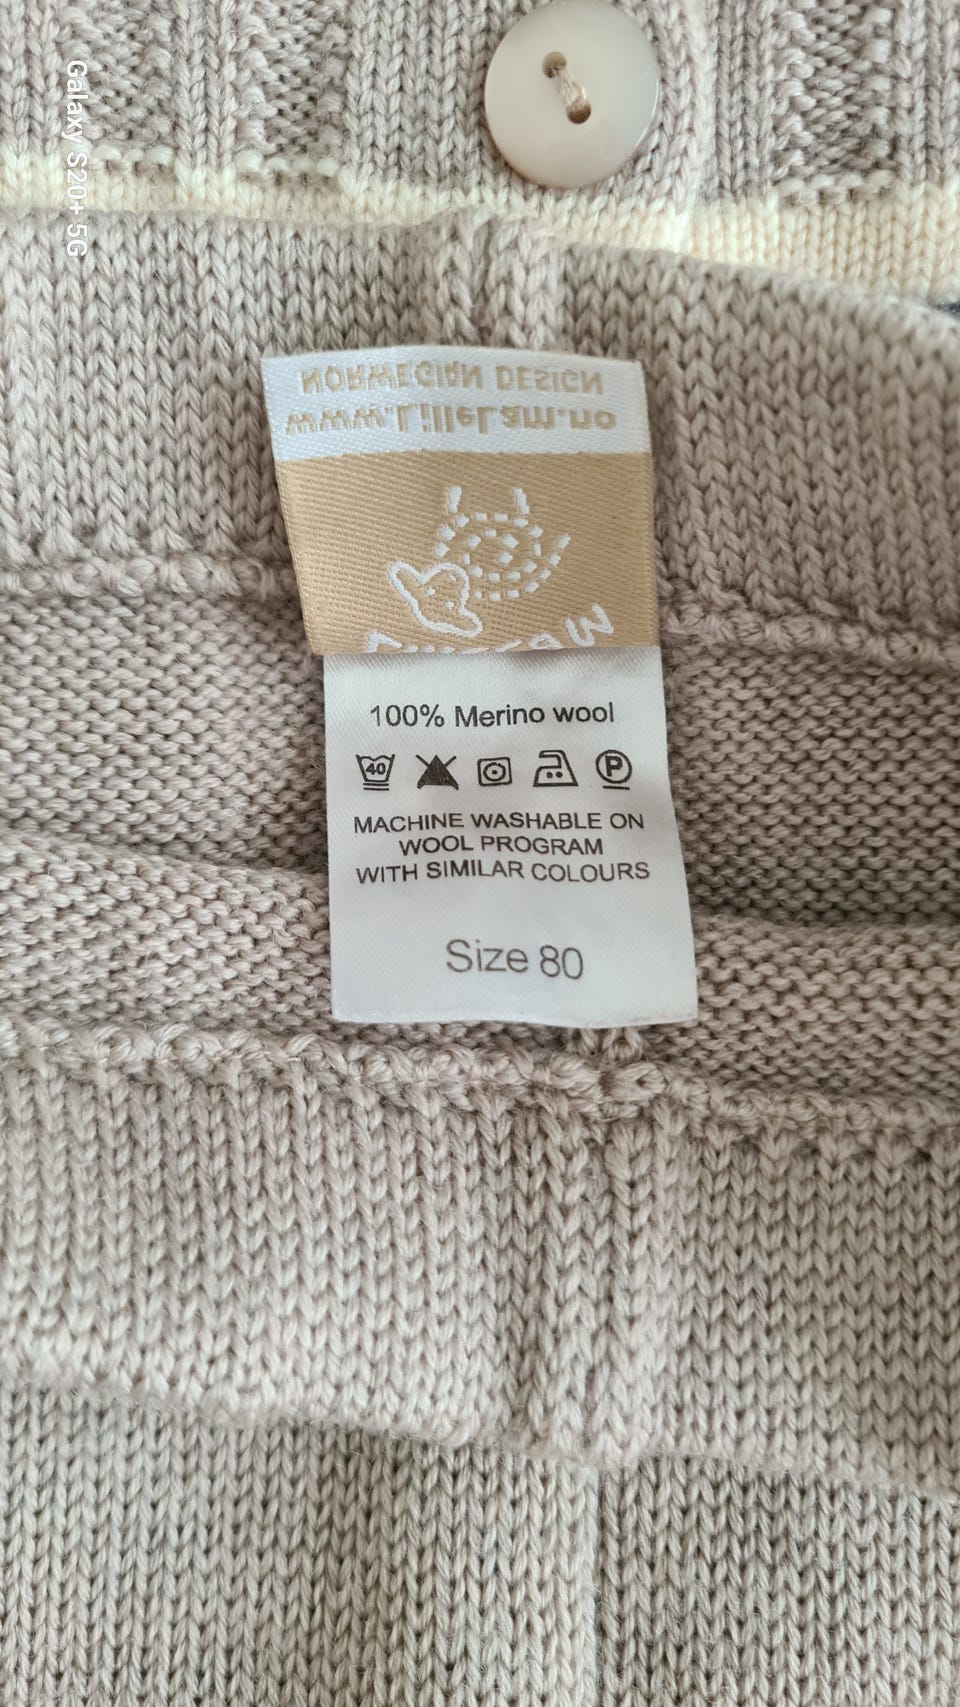 Galaxy S20+ 5G
NORWEGIAN DESIGN
www.LilleLam.no
100% Merino wool
40
P
MACHINE WASHABLE ON
WOOL PROGRAM
WITH SIMILAR COLOURS
Size 80